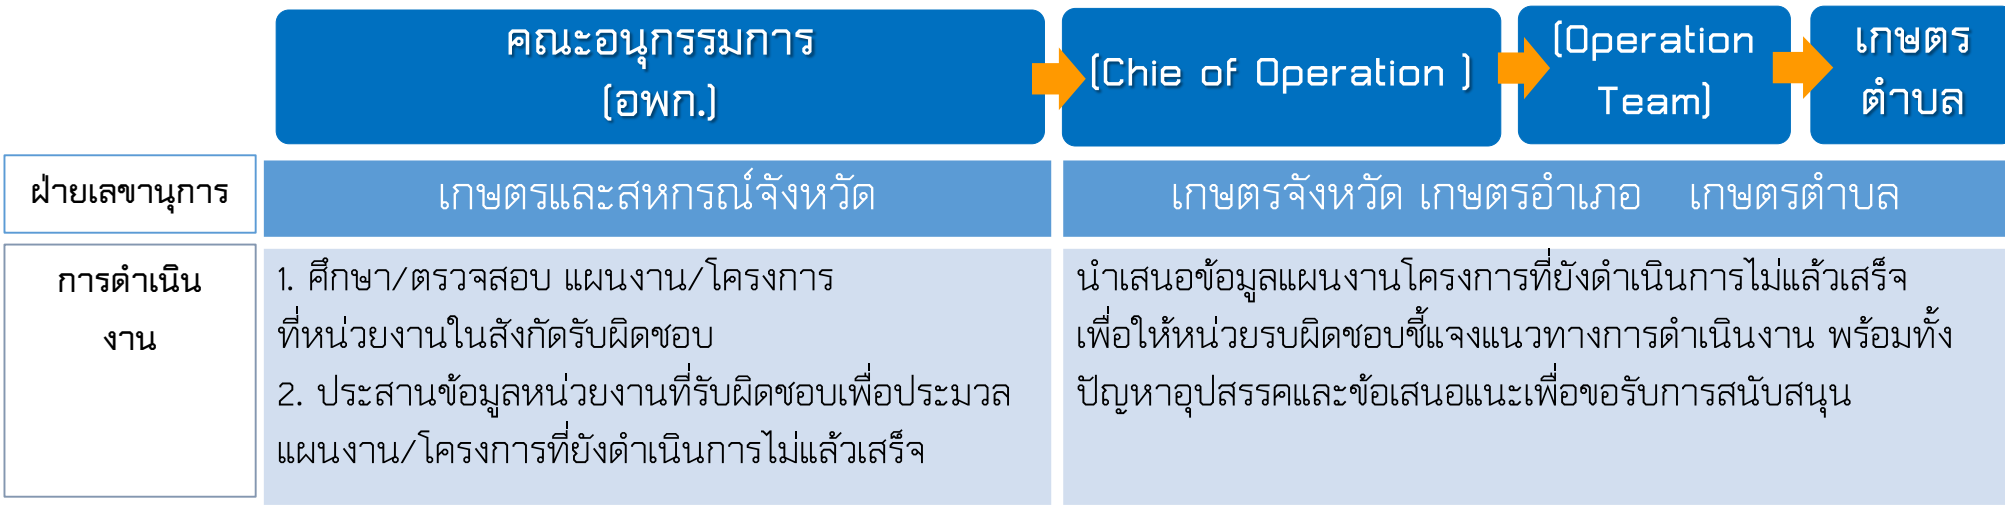 คณะอนุกรรมการ
(อพก.)
(Chie of Operation )
(Operation
Team)
เกษตร
ตำบล
ฝ่ายเลขานุการ
เกษตรและสหกรณ์จังหวัด
เกษตรจังหวัด เกษตรอำเภอ เกษตรตำบล
การดำเนิน
งาน
1. ศึกษา/ตรวจสอบ แผนงาน/โครงการ
ที่หน่วยงานในสังกัดรับผิดชอบ
2. ประสานข้อมูลหน่วยงานที่รับผิดชอบเพื่อประมวล
แผนงาน/โครงการที่ยังดำเนินการไม่แล้วเสร็จ
นำเสนอข้อมูลแผนงานโครงการที่ยังดำเนินการไม่แล้วเสร็จ
เพื่อให้หน่วยรบผิดชอบชี้แจงแนวทางการดำเนินงาน พร้อมทั้ง
ปัญหาอุปสรรคและข้อเสนอแนะเพื่อขอรับการสนับสนุน